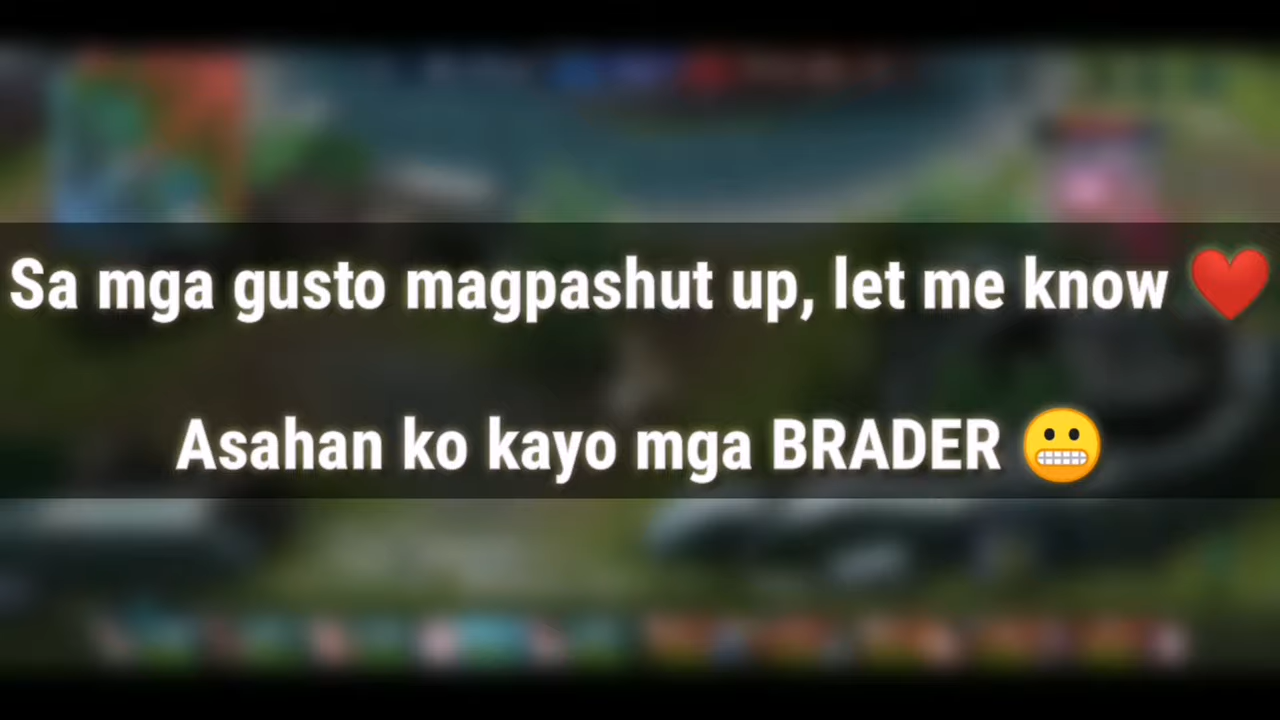 Sa mga gusto magpashut up, let me know ❤️
Asahan ko kayo mga BRADER 😬